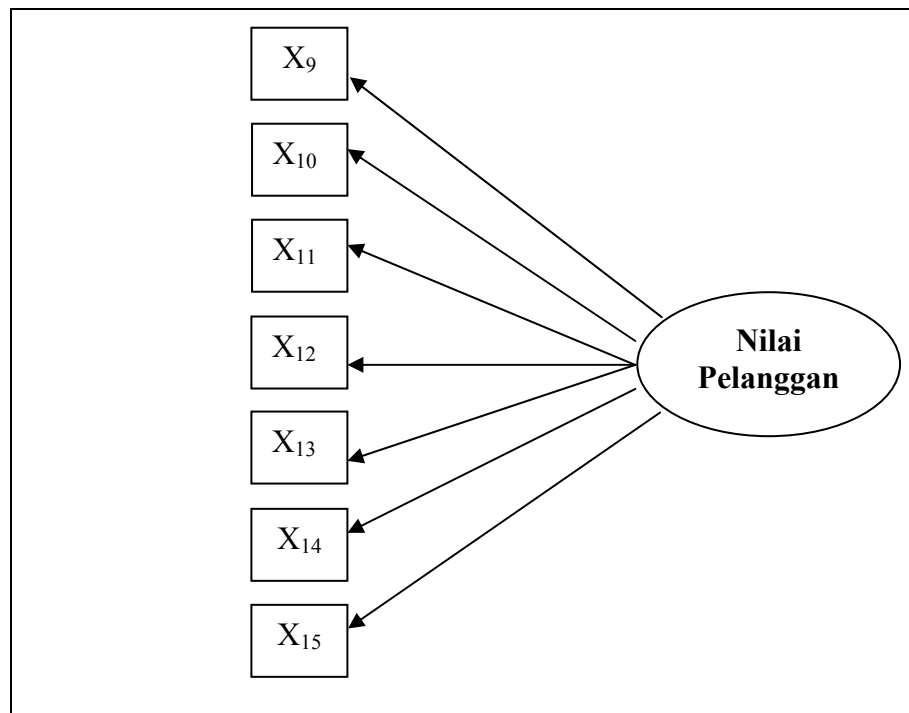 X₉
X₁₀
X₁₁
X₁₂
X₁₃
X₁₄
X₁₅
Nilai
Pelanggan